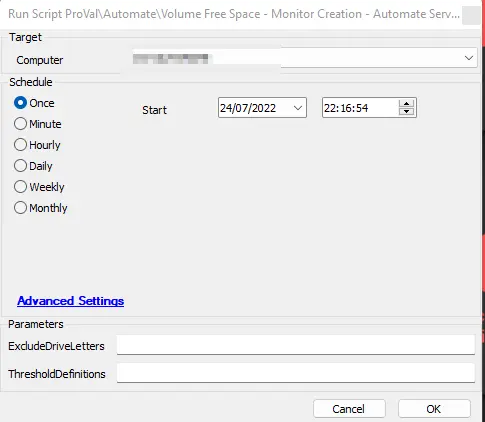 Run Script ProVal\Automate\Volume Free Space - Monitor Creation - Automate Serv...
Target
Computer
Schedule
Once
Start
24/07/2022
22:16:54
Minute
Hourly
Daily
Weekly
Monthly
Advanced Settings
Parameters
ExcludeDriveLetters
ThresholdDefinitions
Cancel
OK